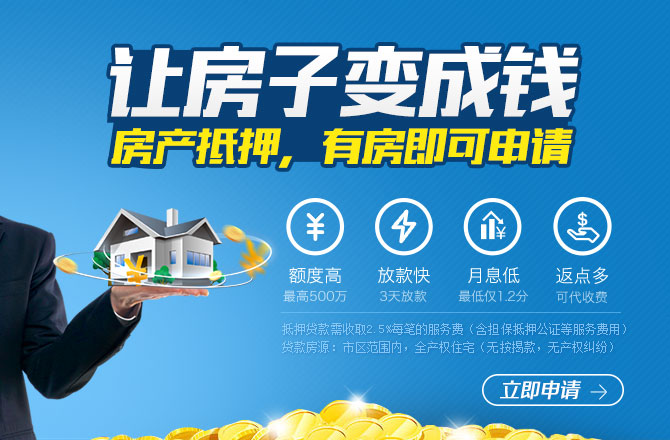 让房子变成钱
房产抵押，有房即可申请
额度高 放款快 月息低 返点多
最高500万 3天放款 最低仅1.2分 可代收费
抵押贷款需收取2.5%每笔的服务费（含担保抵押公证等服务费用）
贷款房源：市区范围内，全产权住宅（无按揭款，无产权纠纷）
立即申请